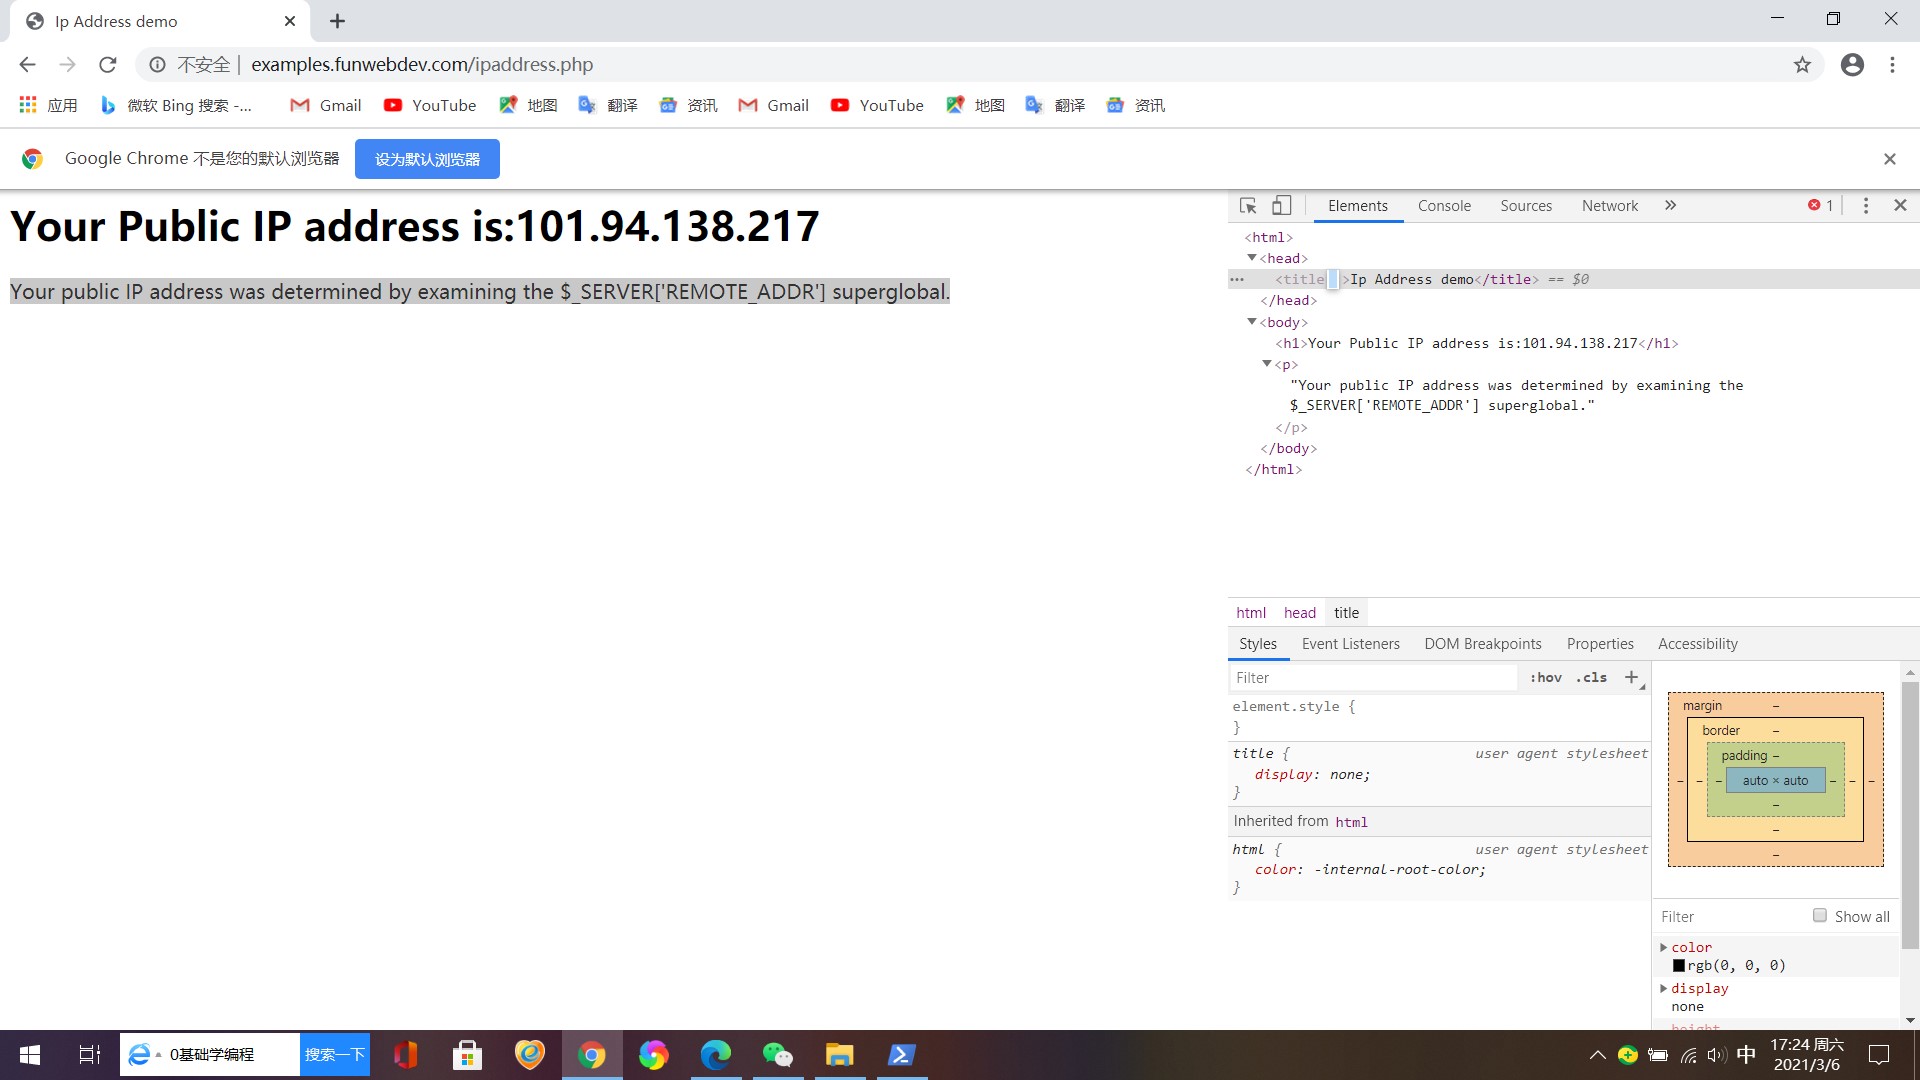 Ip Address demo
不安全 | examples.funwebdev.com/ipaddress.php
应用 微软 Bing 搜索 -... Gmail YouTube 地图 翻译 资讯 Gmail YouTube 地图 翻译 资讯
Google Chrome 不是您的默认浏览器 设为默认浏览器
Your Public IP address is:101.94.138.217
Your public IP address was determined by examining the $_SERVER['REMOTE_ADDR'] superglobal.
Elements Console Sources Network » 1
<html>
<head>
<title >Ip Address demo</title> == $0
</head>
<body>
<h1>Your Public IP address is:101.94.138.217</h1>
<p>
"Your public IP address was determined by examining the
$_SERVER['REMOTE_ADDR'] superglobal."
</p>
</body>
</html>
html head title
Styles Event Listeners DOM Breakpoints Properties Accessibility
Filter :hov .cls +
element.style {
}
title { user agent stylesheet
display: none;
}
Inherited from html
html { user agent stylesheet
color: -internal-root-color;
}
margin –
border –
padding –
– – – auto × auto – – –
–
–
–
Filter Show all
color
rgb(0, 0, 0)
display
none
height
0基础学编程 搜索一下
中 17:24 周六
2021/3/6